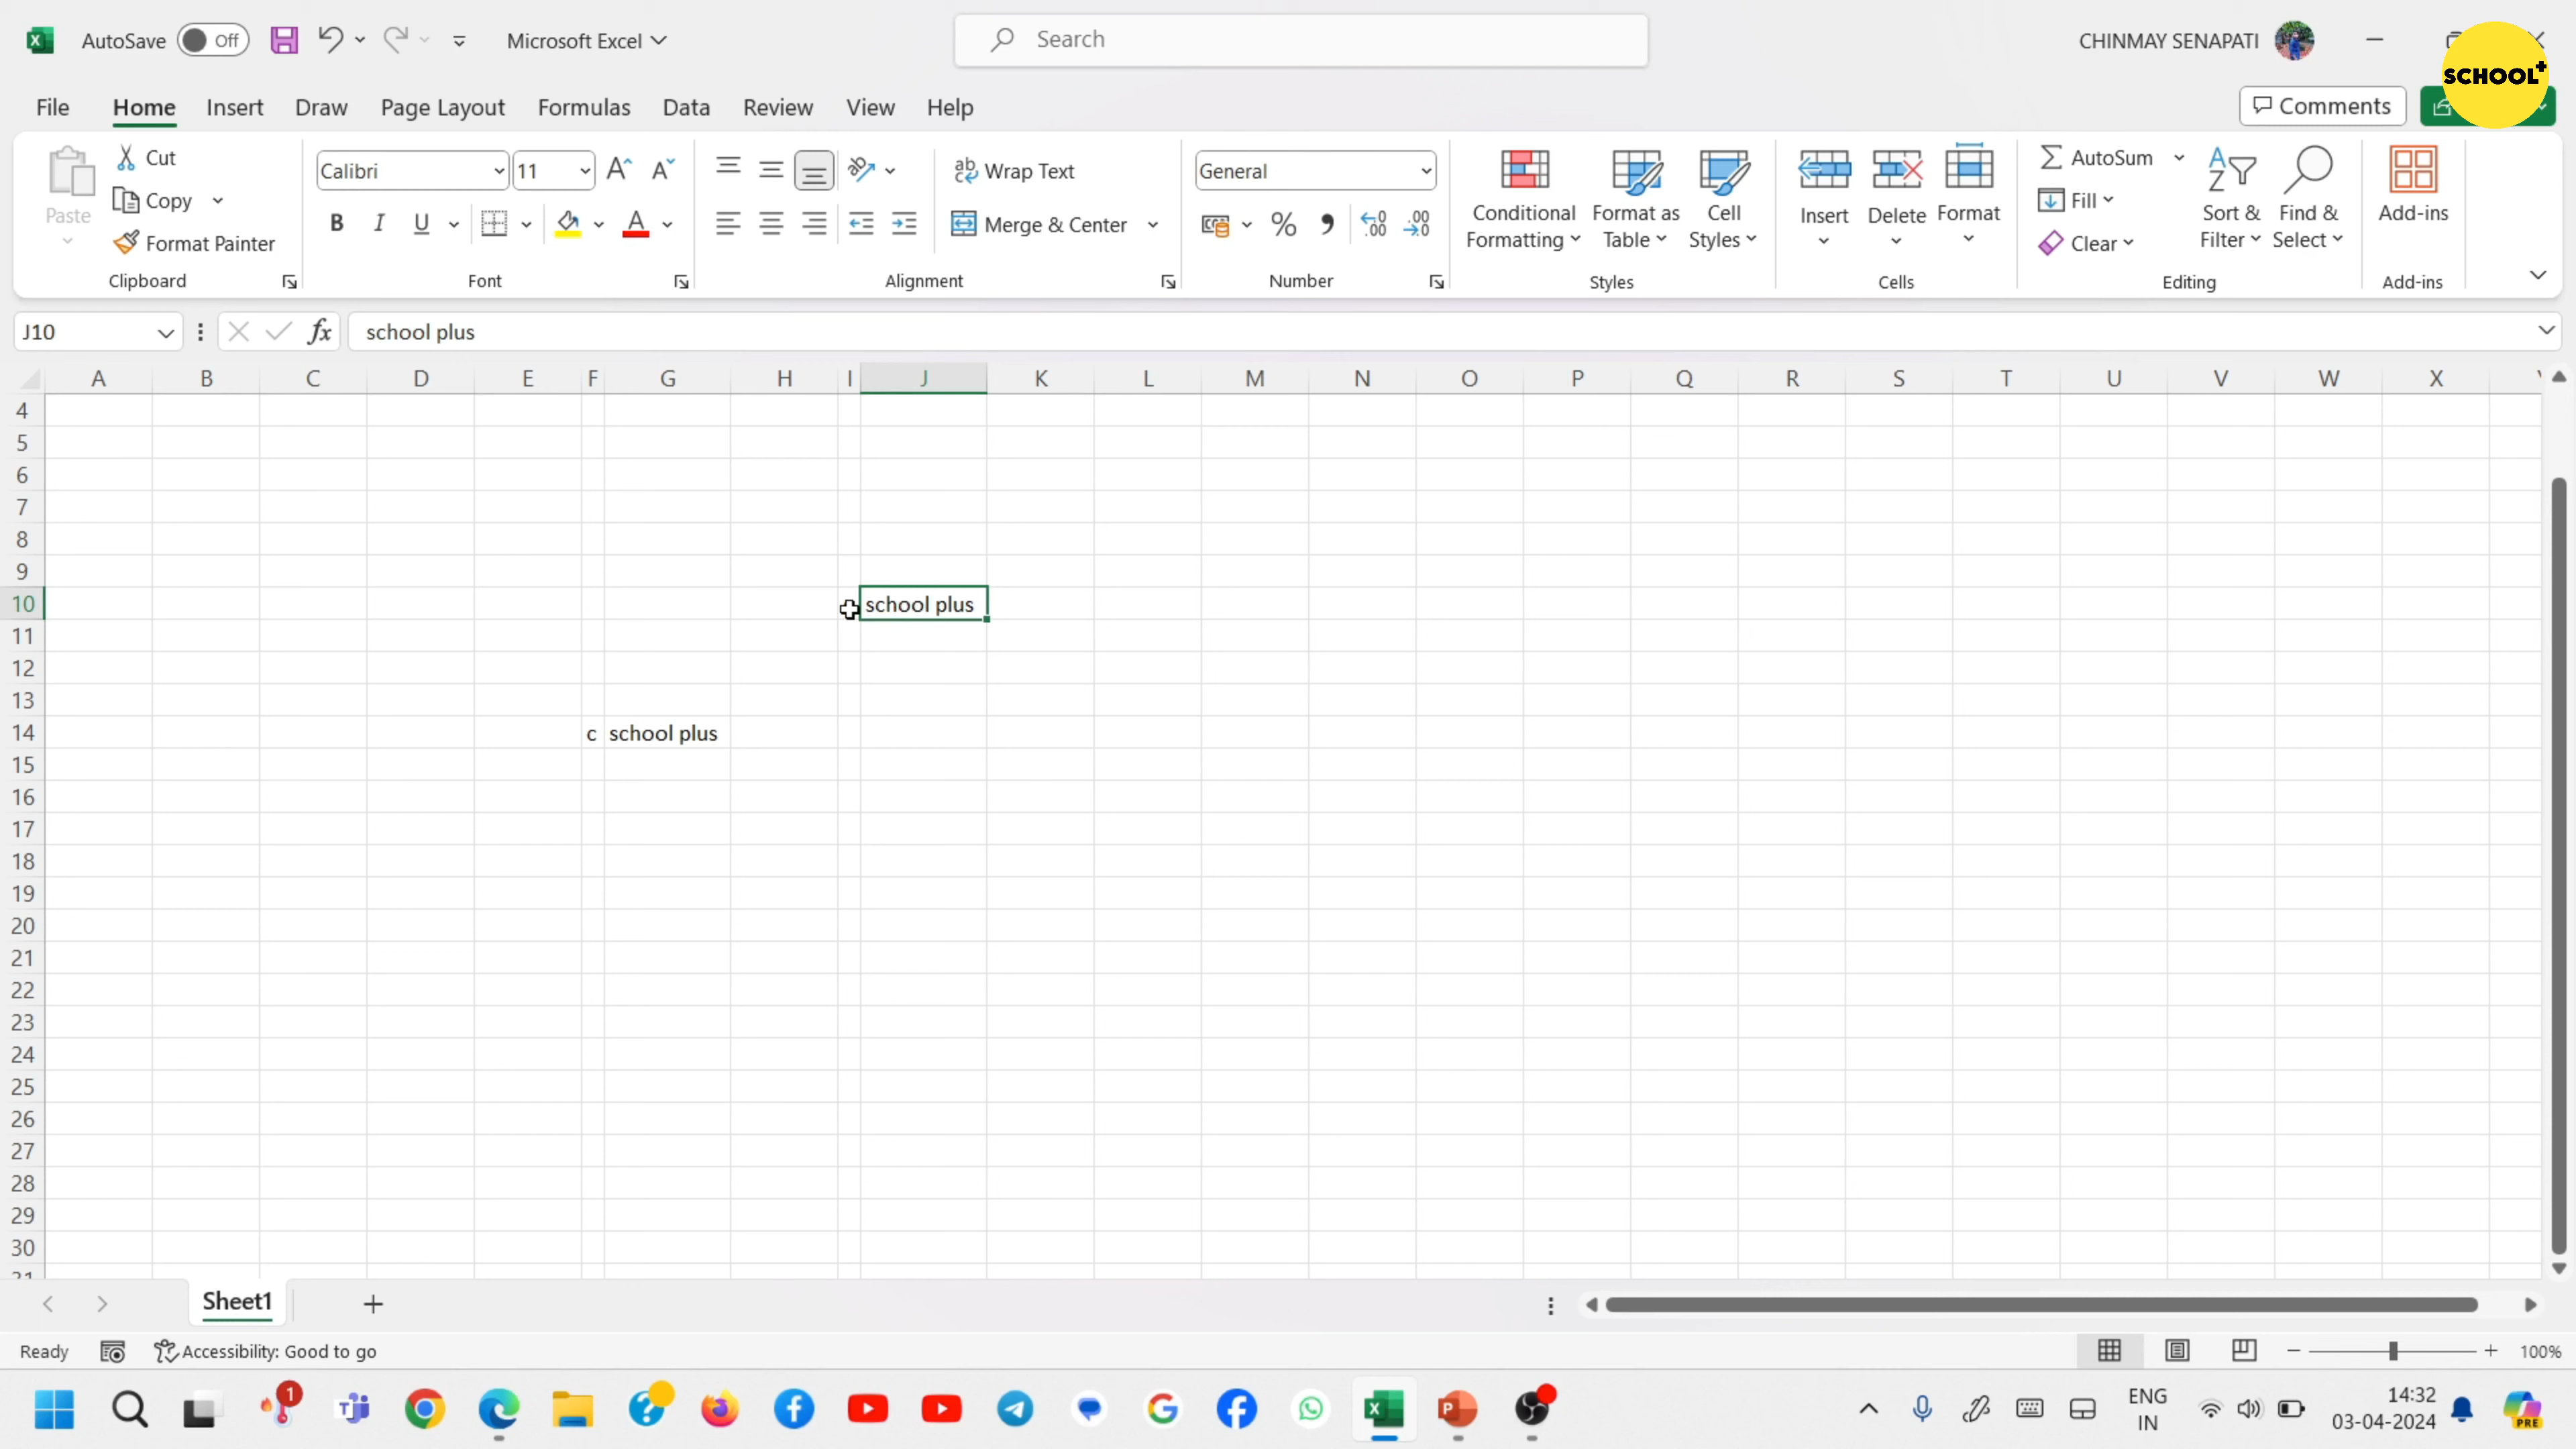 AutoSave Off Microsoft Excel Search CHINMAY SENAPATI
SCHOOL+
File Home Insert Draw Page Layout Formulas Data Review View Help Comments
Paste Cut Copy Format Painter Clipboard
Calibri 11 B I U A Font
ab Wrap Text Merge & Center Alignment
General % Number
Conditional Formatting Format as Table Cell Styles Styles
Insert Delete Format Cells
AutoSum Fill Clear Sort & Filter Find & Select Editing
Add-ins Add-ins
J10 fx school plus
A B C D E F G H I J K L M N O P Q R S T U V W X
4
5
6
7
8
9
10 school plus
11
12
13
14 c school plus
15
16
17
18
19
20
21
22
23
24
25
26
27
28
29
30
Sheet1
Ready Accessibility: Good to go 100%
1 ENG 14:32
IN 03-04-2024 PRE